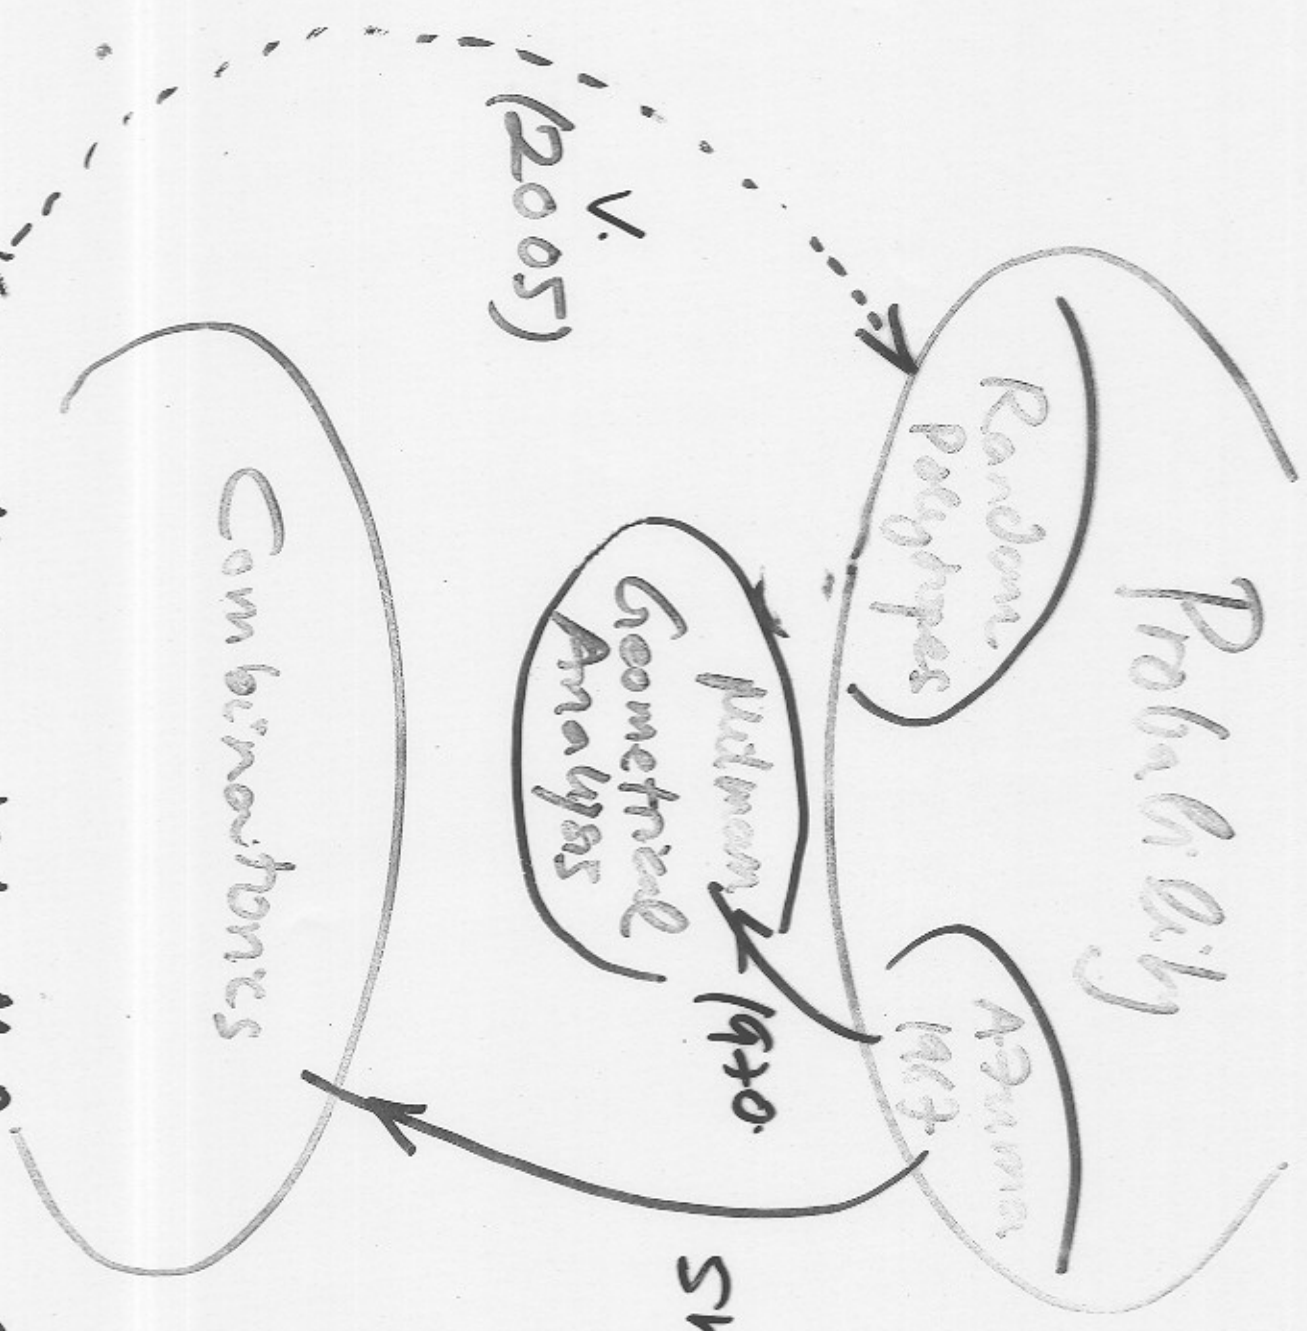 Probability
Random
polytopes
Azuma
1967
V.
(2005)
Milman
Geometrical
Analysis
1970.
Combinatorics